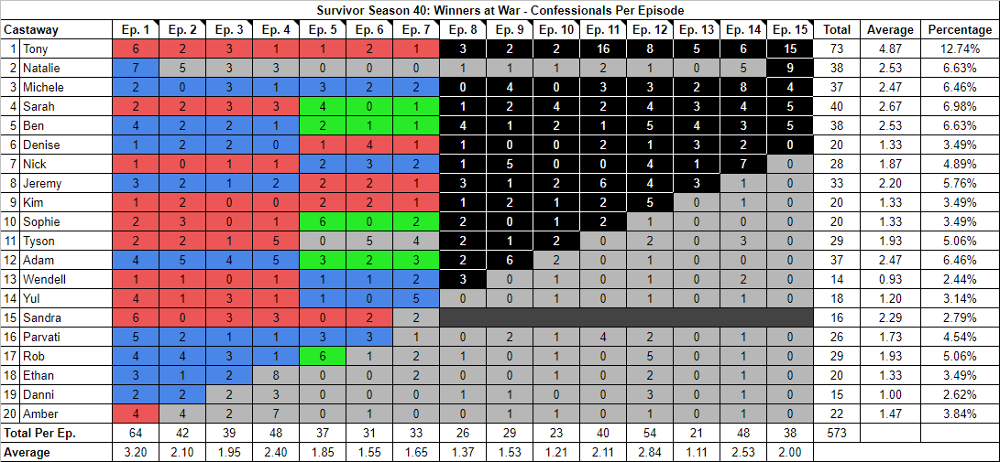 Survivor Season 40: Winners at War - Confessionals Per Episode
Castaway Ep. 1 Ep. 2 Ep. 3 Ep. 4 Ep. 5 Ep. 6 Ep. 7 Ep. 8 Ep. 9 Ep. 10 Ep. 11 Ep. 12 Ep. 13 Ep. 14 Ep. 15 Total Average Percentage
1 Tony 6 2 3 1 1 2 1 3 2 2 16 8 5 6 15 73 4.87 12.74%
2 Natalie 7 5 3 3 0 0 0 1 1 1 2 1 0 5 9 38 2.53 6.63%
3 Michele 2 0 3 1 3 2 2 0 4 0 3 3 2 8 4 37 2.47 6.46%
4 Sarah 2 2 3 3 4 0 1 1 2 4 2 4 3 4 5 40 2.67 6.98%
5 Ben 4 2 2 1 2 1 1 4 1 2 1 5 4 3 5 38 2.53 6.63%
6 Denise 1 2 2 0 1 4 1 1 0 0 2 1 3 2 0 20 1.33 3.49%
7 Nick 1 0 1 1 2 3 2 1 5 0 0 4 1 7 0 28 1.87 4.89%
8 Jeremy 3 2 1 2 2 2 1 3 1 2 6 4 3 1 0 33 2.20 5.76%
9 Kim 1 2 0 0 2 2 1 1 2 1 2 5 0 1 0 20 1.33 3.49%
10 Sophie 2 3 0 1 6 0 2 2 0 1 2 1 0 0 0 20 1.33 3.49%
11 Tyson 2 2 1 5 0 5 4 2 1 2 0 2 0 3 0 29 1.93 5.06%
12 Adam 4 5 4 5 3 2 3 2 6 2 0 1 0 0 0 37 2.47 6.46%
13 Wendell 1 1 0 1 1 1 2 3 0 1 0 1 0 2 0 14 0.93 2.44%
14 Yul 4 1 3 1 1 0 5 0 0 1 0 1 0 1 0 18 1.20 3.14%
15 Sandra 6 0 3 3 0 2 2 16 2.29 2.79%
16 Parvati 5 2 1 1 3 3 1 0 2 1 4 2 0 1 0 26 1.73 4.54%
17 Rob 4 4 3 1 6 1 2 1 0 1 0 5 0 1 0 29 1.93 5.06%
18 Ethan 3 1 2 8 0 0 2 0 0 1 0 2 0 1 0 20 1.33 3.49%
19 Danni 2 2 2 3 0 0 0 1 1 0 0 3 0 1 0 15 1.00 2.62%
20 Amber 4 4 2 7 0 1 0 0 1 1 0 1 0 1 0 22 1.47 3.84%
Total Per Ep. 64 42 39 48 37 31 33 26 29 23 40 54 21 48 38 573
Average 3.20 2.10 1.95 2.40 1.85 1.55 1.65 1.37 1.53 1.21 2.11 2.84 1.11 2.53 2.00